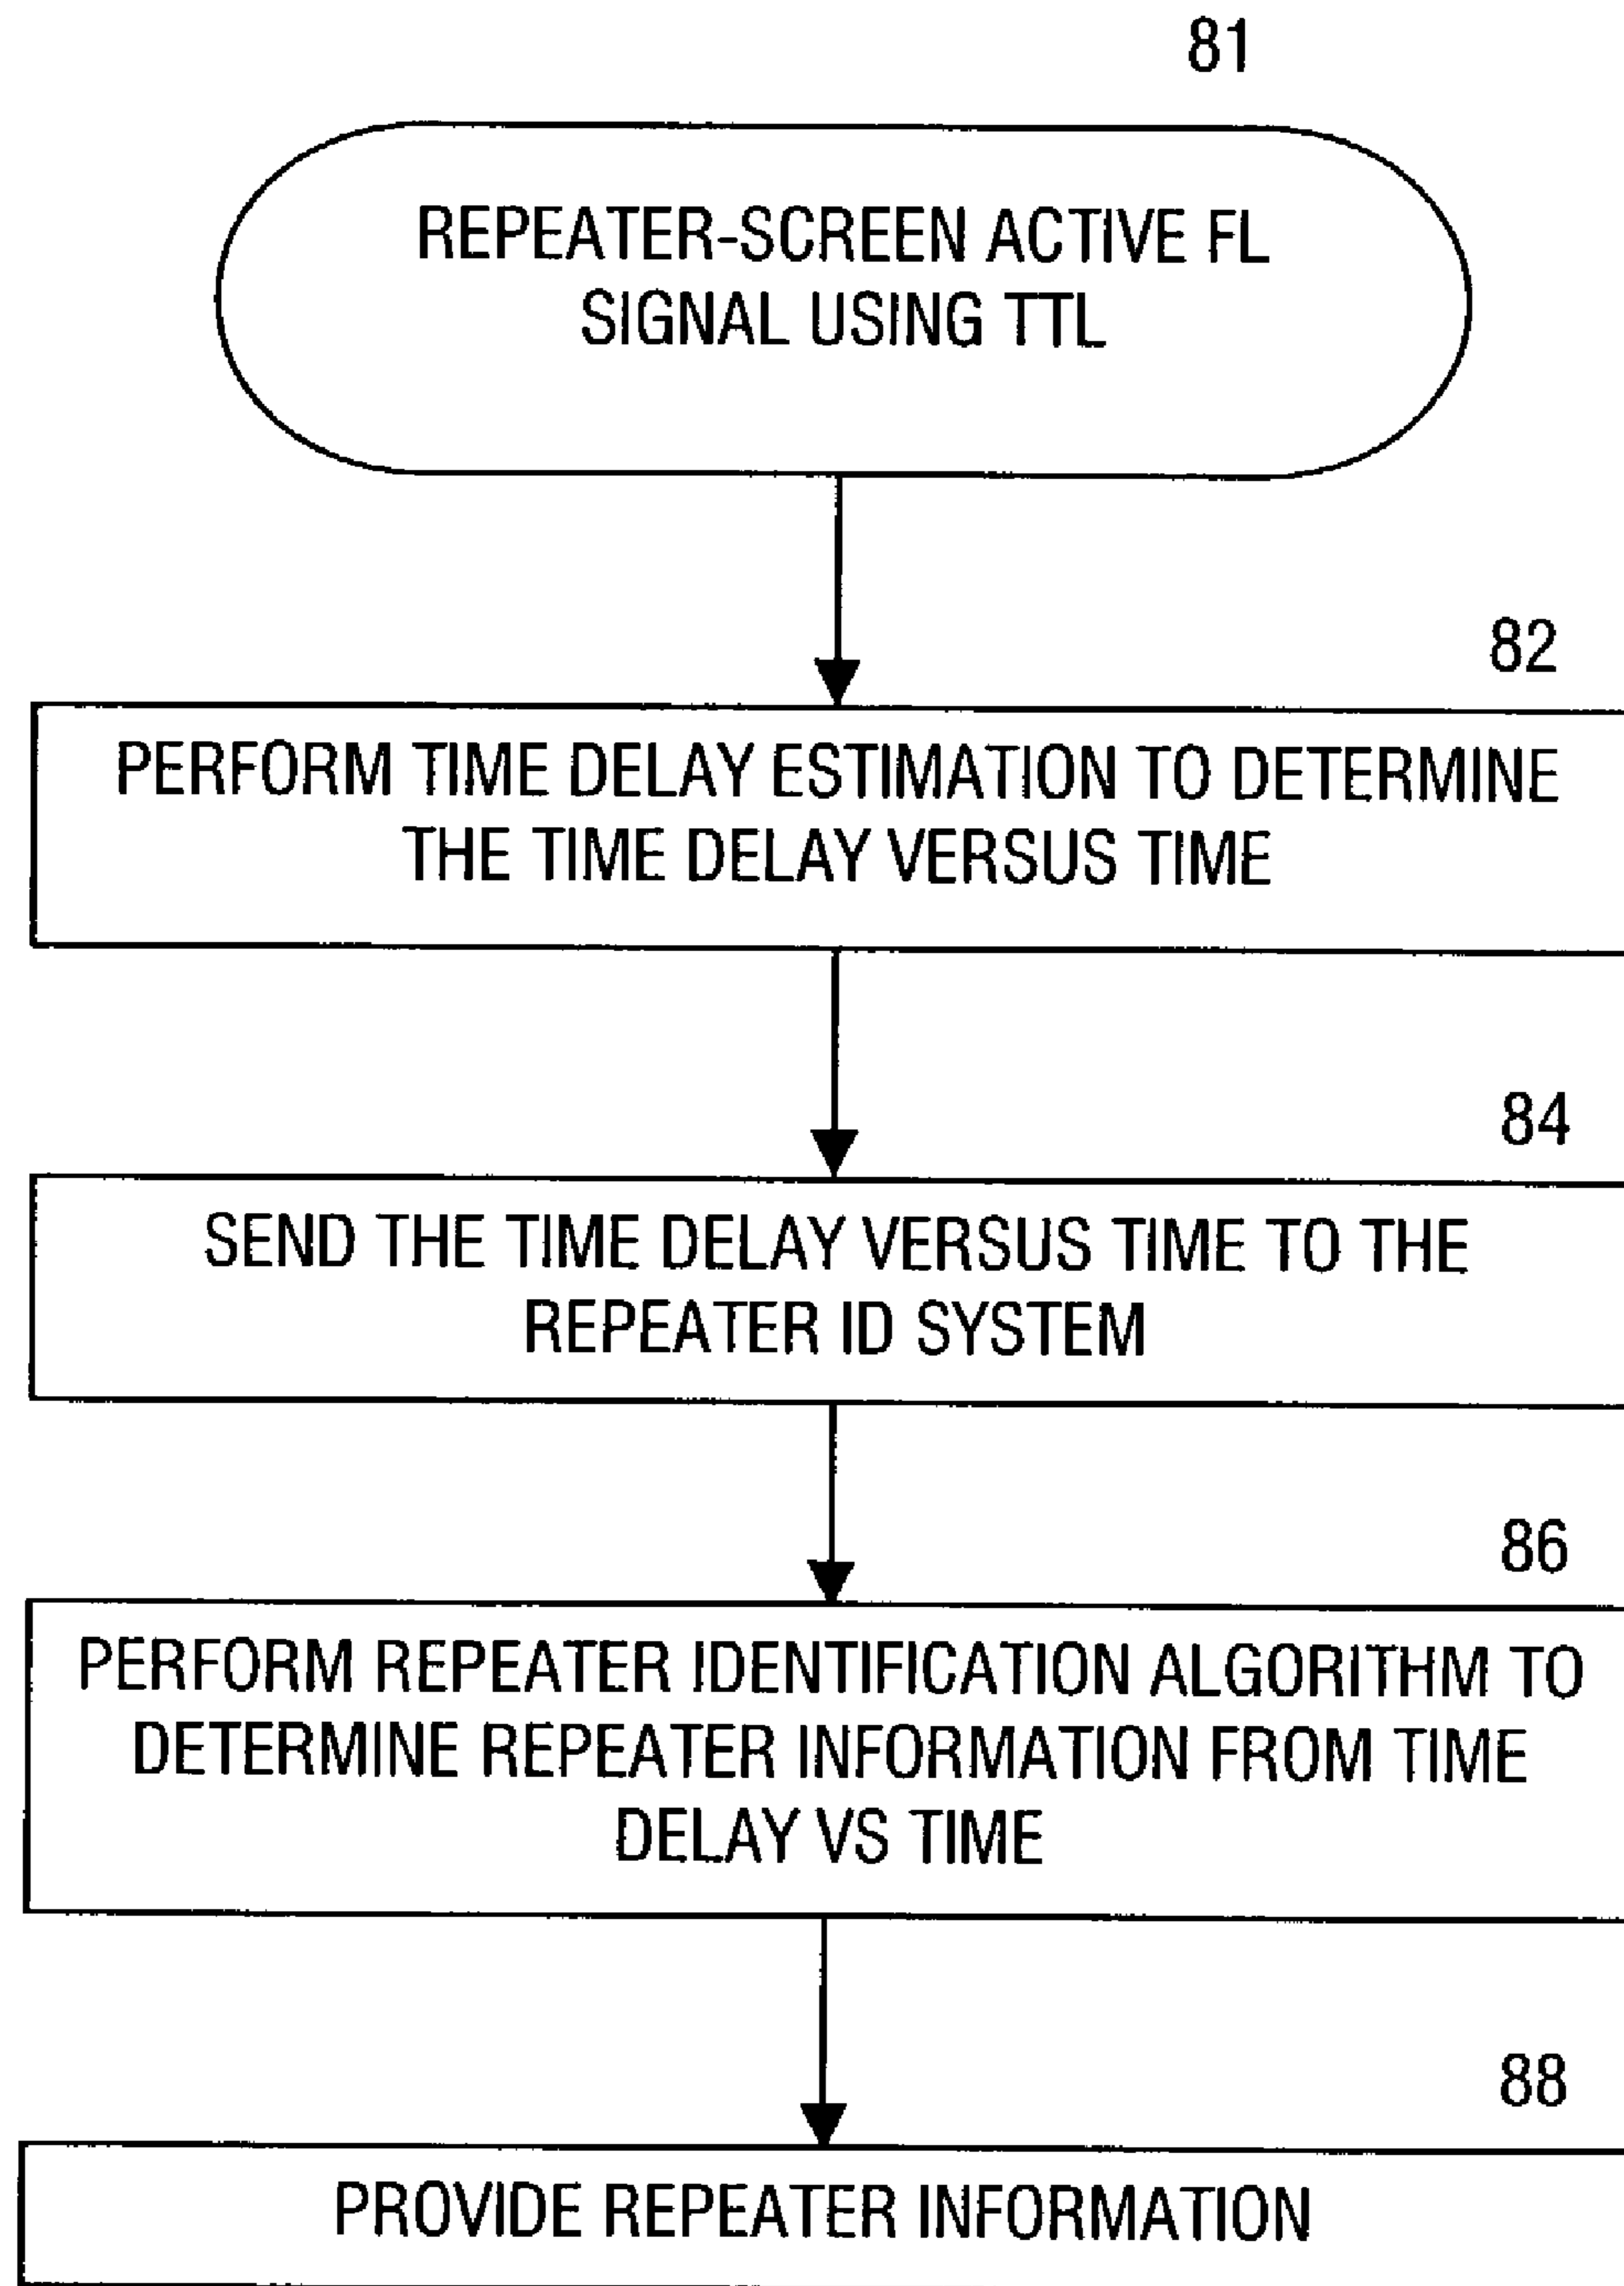 81
REPEATER-SCREEN ACTIVE FL
SIGNAL USING TTL
82
PERFORM TIME DELAY ESTIMATION TO DETERMINE
THE TIME DELAY VERSUS TIME
84
SEND THE TIME DELAY VERSUS TIME TO THE
REPEATER ID SYSTEM
86
PERFORM REPEATER IDENTIFICATION ALGORITHM TO
DETERMINE REPEATER INFORMATION FROM TIME
DELAY VS TIME
88
PROVIDE REPEATER INFORMATION